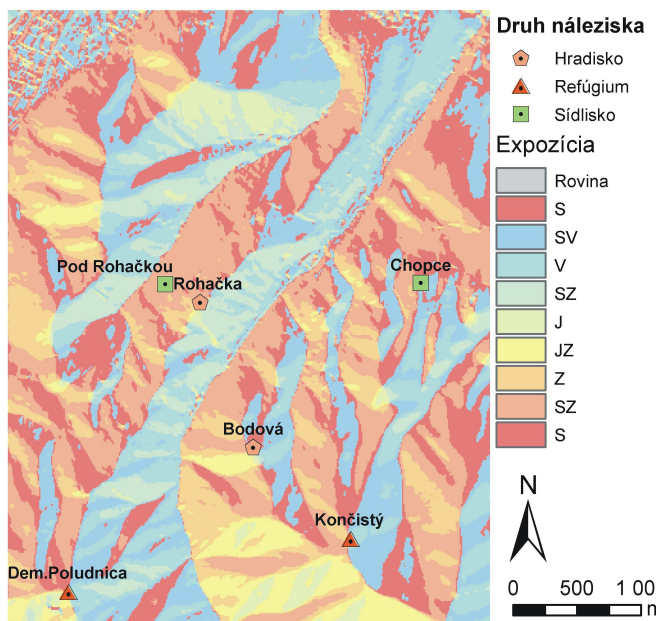 Druh náleziska
Hradisko
Refúgium
Sídlisko
Expozícia
Rovina
S
SV
V
SZ
J
JZ
Z
SZ
S
Pod Rohačkou
Rohačka
Chopce
Bodová
Končistý
Dem.Poludnica
N
0 500 1 00
n